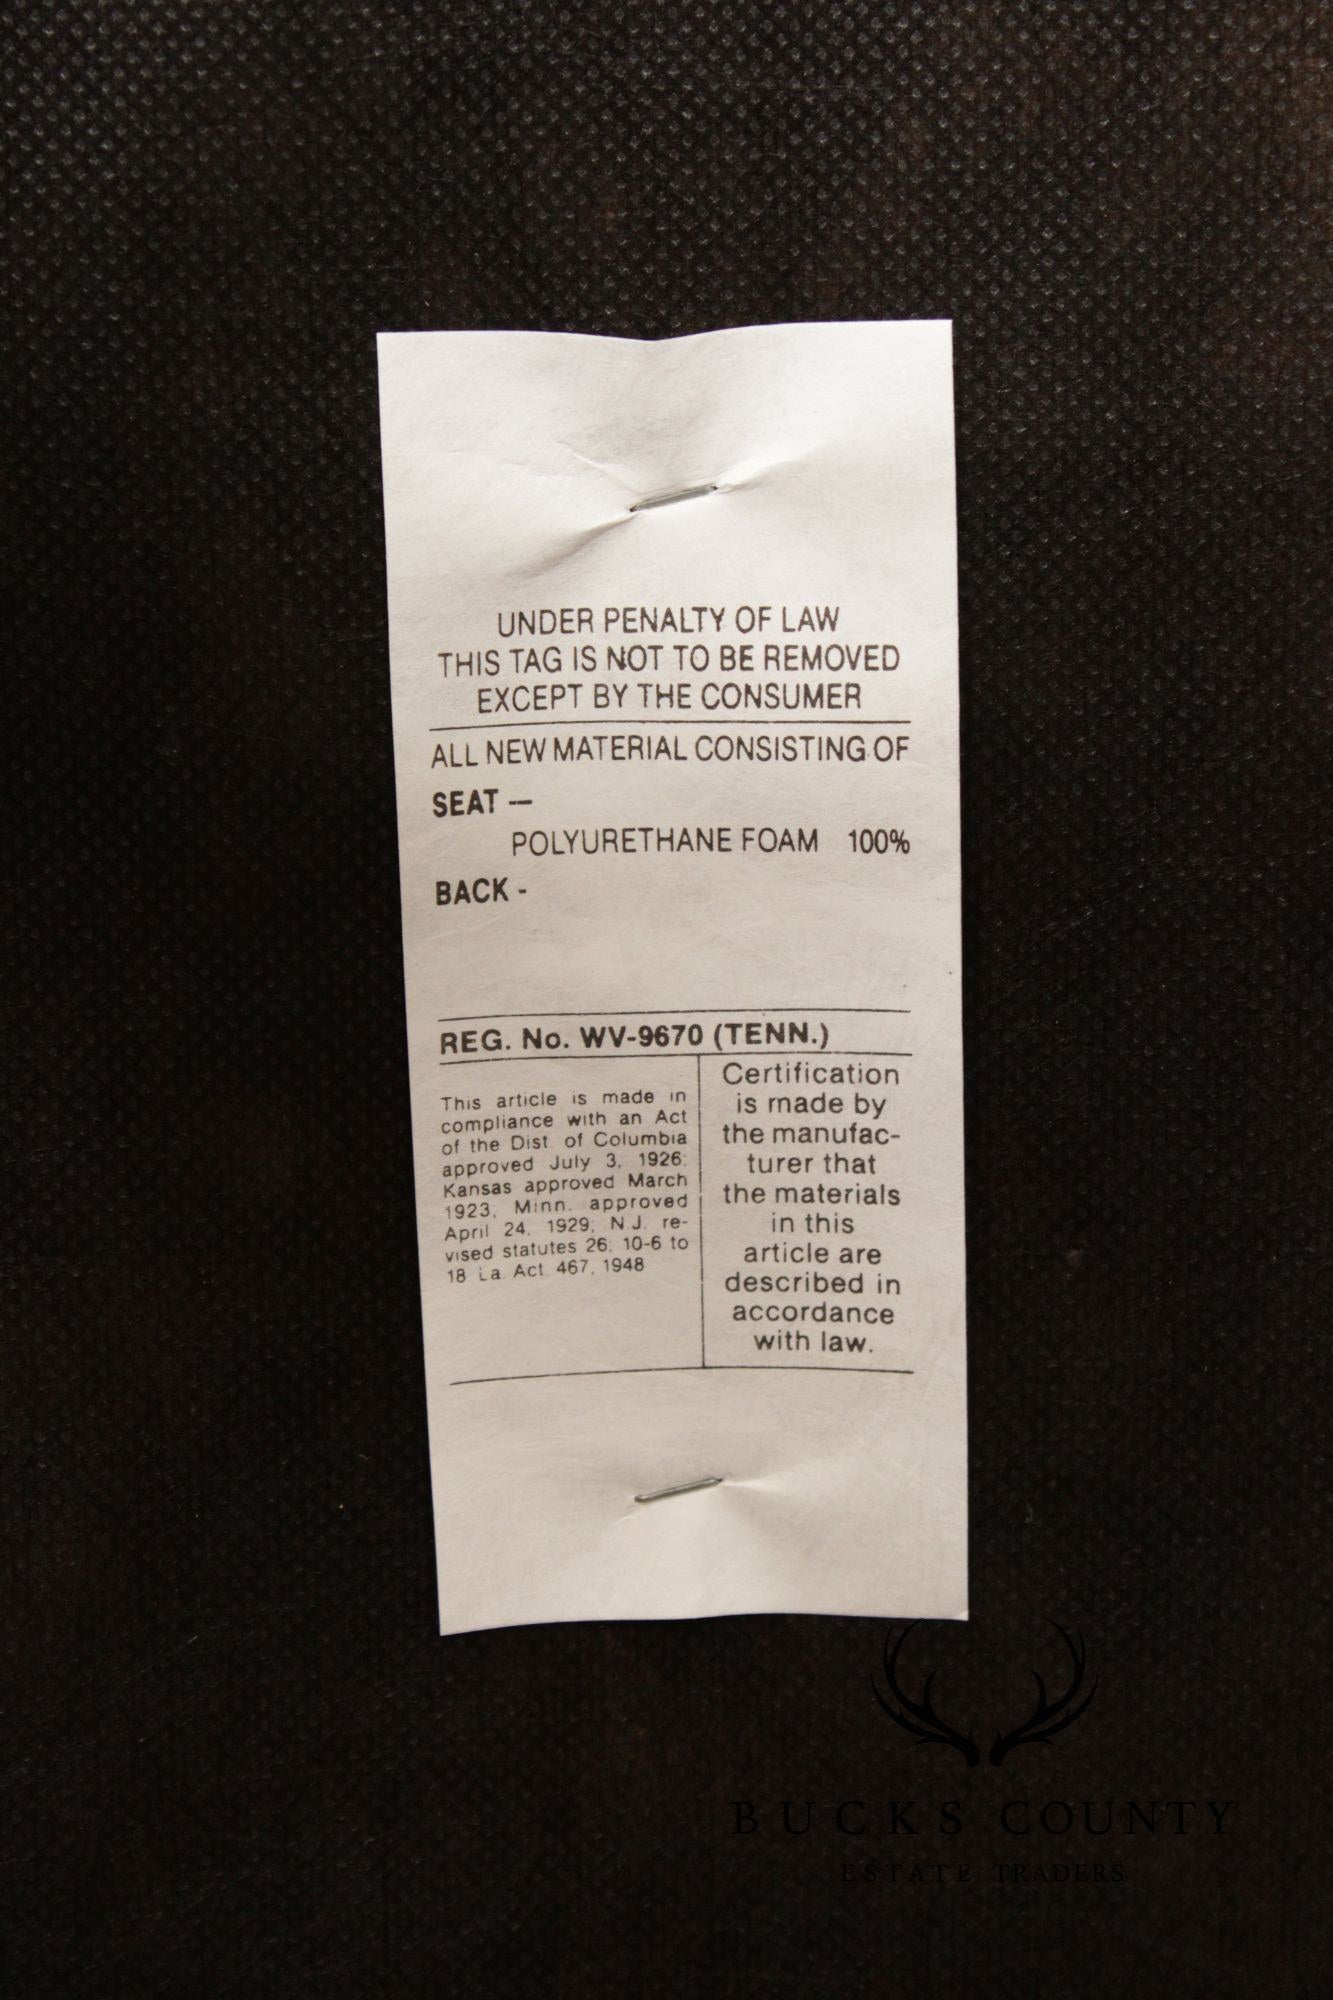 UNDER PENALTY OF LAW
THIS TAG IS NOT TO BE REMOVED
EXCEPT BY THE CONSUMER
ALL NEW MATERIAL CONSISTING OF
SEAT —
POLYURETHANE FOAM 100%
BACK -
REG. No. WV-9670 (TENN.)
This article is made in
compliance with an Act
of the Dist. of Columbia
approved July 3, 1926;
Kansas approved March
1923; Minn. approved
April 24, 1929; N.J. re-
vised statutes 26: 10-6 to
18 La. Act 467, 1948
Certification
is made by
the manufac-
turer that
the materials
in this
article are
described in
accordance
with law.
BUCKS COUNTY
ESTATE TRADERS